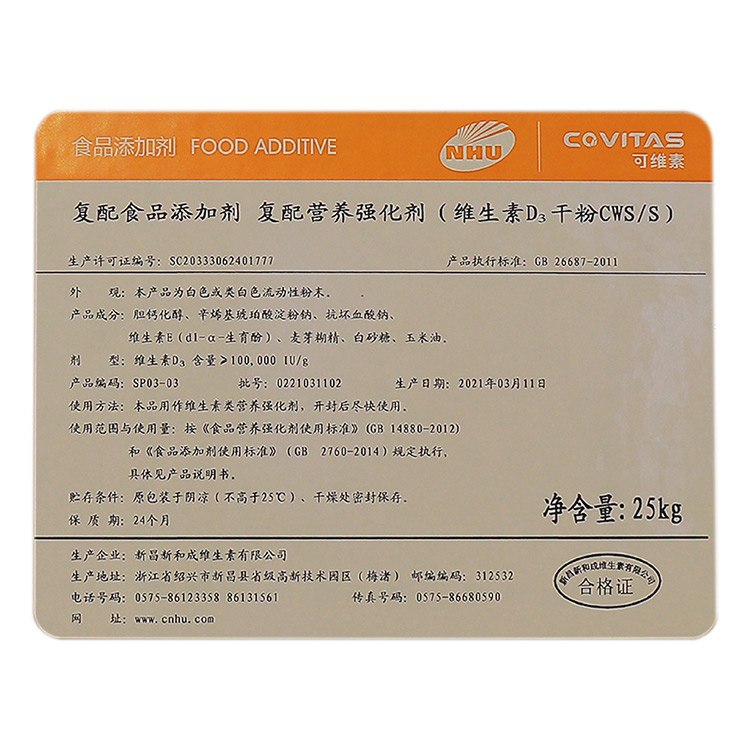 食品添加剂 FOOD ADDITIVE
NHU
COVITAS
可维素
复配食品添加剂 复配营养强化剂(维生素D₃干粉CWS/S)
生产许可证编号: SC20333062401777 产品执行标准: GB 26687-2011
外 观: 本产品为白色或类白色流动性粉末。
产品成分: 胆钙化醇、辛烯基琥珀酸淀粉钠、抗坏血酸钠、
维生素E(dl-α-生育酚)、麦芽糊精、白砂糖、玉米油。
剂 型: 维生素D₃ 含量≥100,000 IU/g
产品编码: SP03-03 批号: 0221031102 生产日期: 2021年03月11日
使用方法: 本品用作维生素类营养强化剂,开封后尽快使用。
使用范围与使用量: 按《食品营养强化剂使用标准》(GB 14880-2012)
和《食品添加剂使用标准》(GB 2760-2014)规定执行,
具体见产品说明书。
贮存条件: 原包装于阴凉(不高于25℃)、干燥处密封保存。
保 质 期: 24个月
净含量: 25kg
生产企业: 新昌新和成维生素有限公司
生产地址: 浙江省绍兴市新昌县省级高新技术园区(梅渚) 邮编编码: 312532
电话号码: 0575-86123358 86131561 传真号码: 0575-86680590
网 址: www.cnhu.com
新昌新和成维生素有限公司
合格证